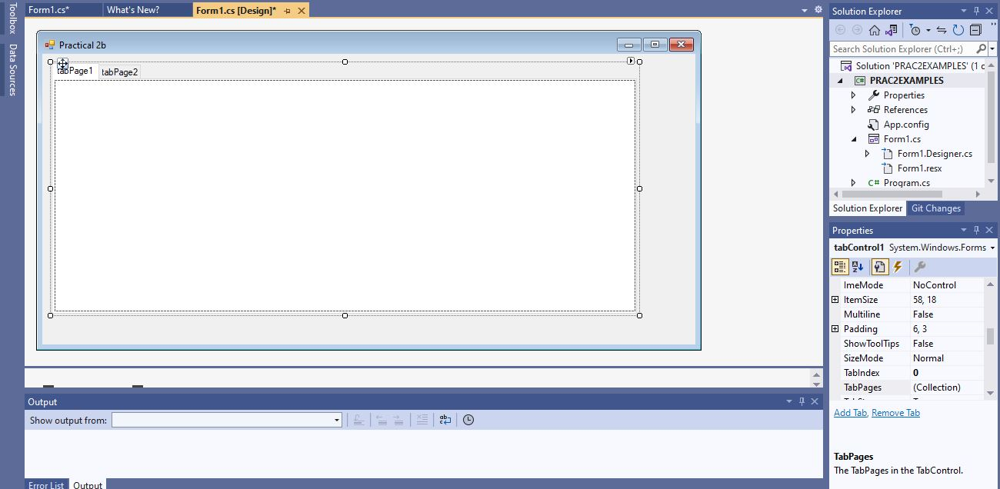 Toolbox
Data Sources
Form1.cs*
What's New?
Form1.cs [Design]*
Practical 2b
tabPage1
tabPage2
Output
Show output from:
Error List
Output
Solution Explorer
Search Solution Explorer (Ctrl+;)
Solution 'PRAC2EXAMPLES' (1 c
C# PRAC2EXAMPLES
Properties
References
App.config
Form1.cs
Form1.Designer.cs
Form1.resx
C# Program.cs
Solution Explorer
Git Changes
Properties
tabControl1 System.Windows.Forms
ImeMode NoControl
ItemSize 58, 18
Multiline False
Padding 6, 3
ShowToolTips False
SizeMode Normal
TabIndex 0
TabPages (Collection)
Add Tab, Remove Tab
TabPages
The TabPages in the TabControl.